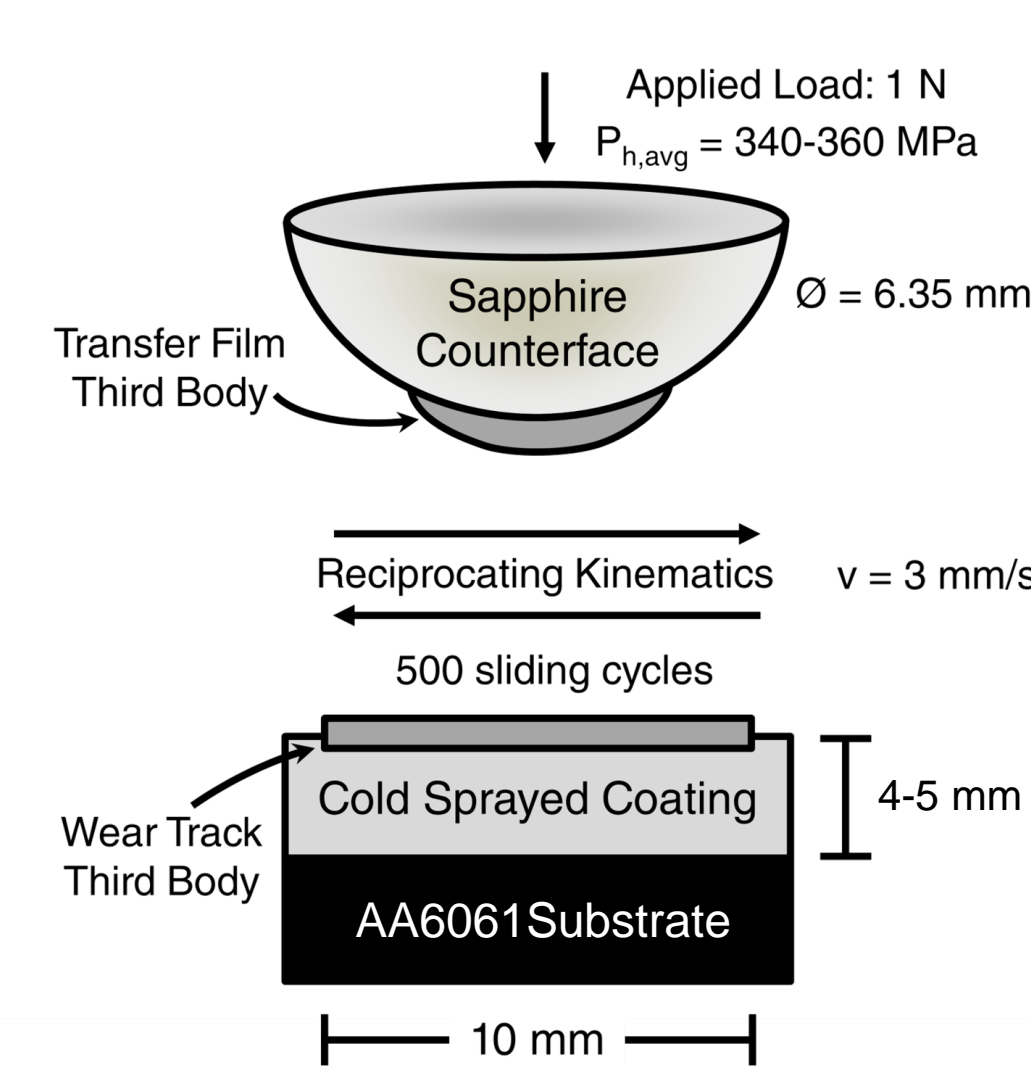 Applied Load: 1 N
Ph,avg = 340-360 MPa
Sapphire
Counterface
Ø = 6.35 mm
Transfer Film
Third Body
Reciprocating Kinematics
v = 3 mm/s
500 sliding cycles
Cold Sprayed Coating
4-5 mm
Wear Track
Third Body
AA6061Substrate
10 mm